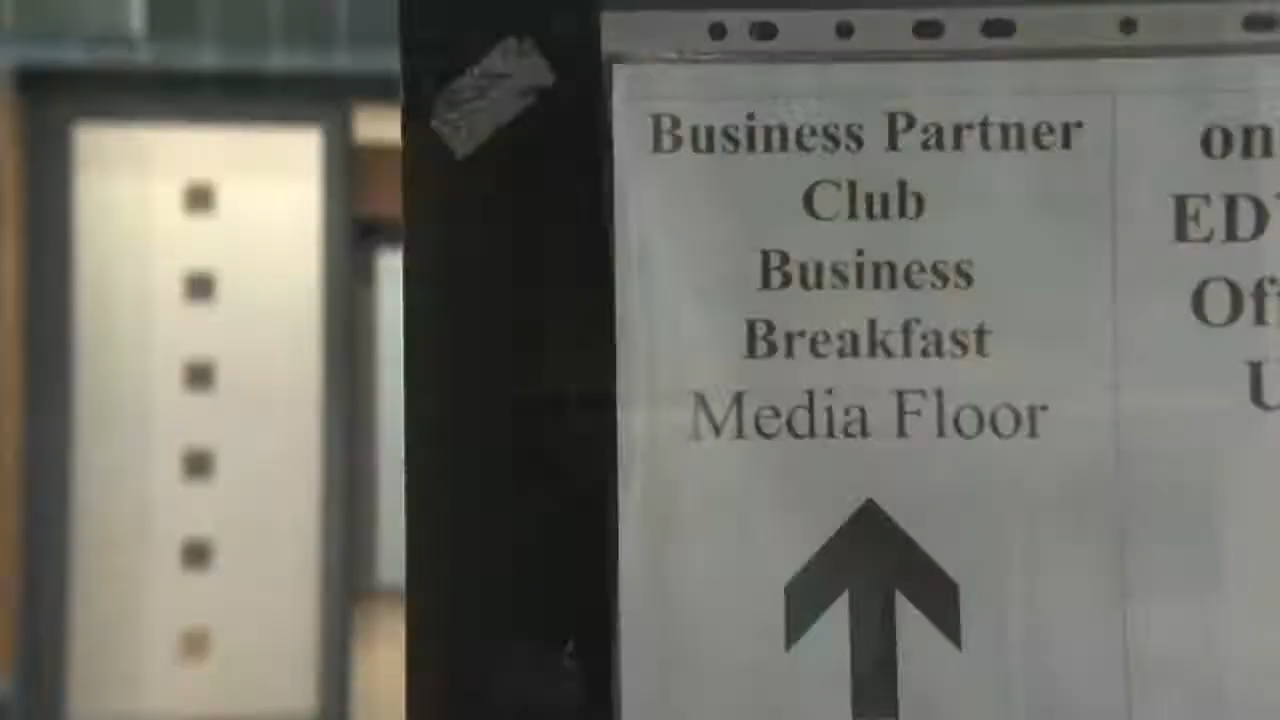 Business Partner
Club
Business
Breakfast
Media Floor
on